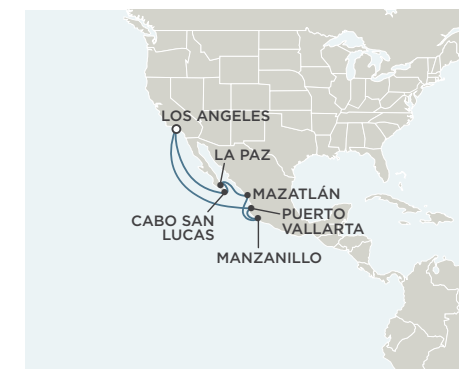 LOS ANGELES
LA PAZ
MAZATLÁN
CABO SAN
LUCAS
PUERTO
VALLARTA
MANZANILLO